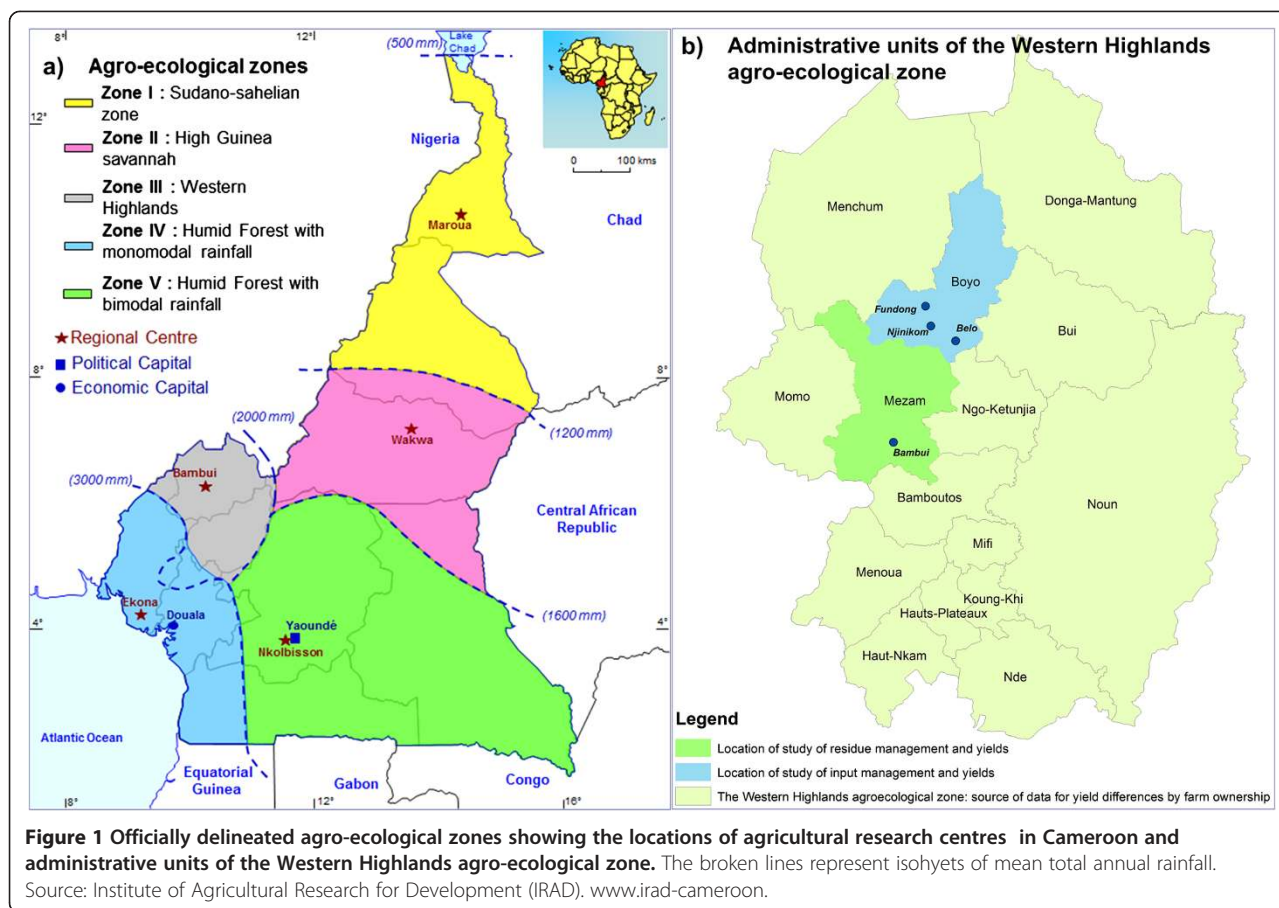 8°
12°
Lake
Chad
(500 mm)
a) Agro-ecological zones
Zone I : Sudano-sahelian
zone
Zone II : High Guinea
savannah
Zone III : Western
Highlands
Zone IV : Humid Forest with
monomodal rainfall
Zone V : Humid Forest with
bimodal rainfall
Regional Centre
Political Capital
Economic Capital
12°
Nigeria
0 100 kms
Maroua
Chad
8°
8°
(2000 mm)
(1200 mm)
Wakwa
(3000 mm)
Bambui
Central African
Republic
(1600 mm)
Ekona
Douala
Yaoundé
Nkolbisson
4°
4°
Atlantic Ocean
Equatorial
Guinea
Gabon
Congo
8°
12°
16°
b) Administrative units of the Western Highlands
agro-ecological zone
Menchum
Donga-Mantung
Boyo
Fundong
Njinikom
Belo
Bui
Momo
Mezam
Ngo-Ketunjia
Bambui
Bamboutos
Noun
Mifi
Menoua
Koung-Khi
Hauts-Plateaux
Haut-Nkam
Nde
Legend
Location of study of residue management and yields
Location of study of input management and yields
The Western Highlands agroecological zone: source of data for yield differences by farm ownership
Figure 1 Officially delineated agro-ecological zones showing the locations of agricultural research centres in Cameroon and
administrative units of the Western Highlands agro-ecological zone. The broken lines represent isohyets of mean total annual rainfall.
Source: Institute of Agricultural Research for Development (IRAD). www.irad-cameroon.